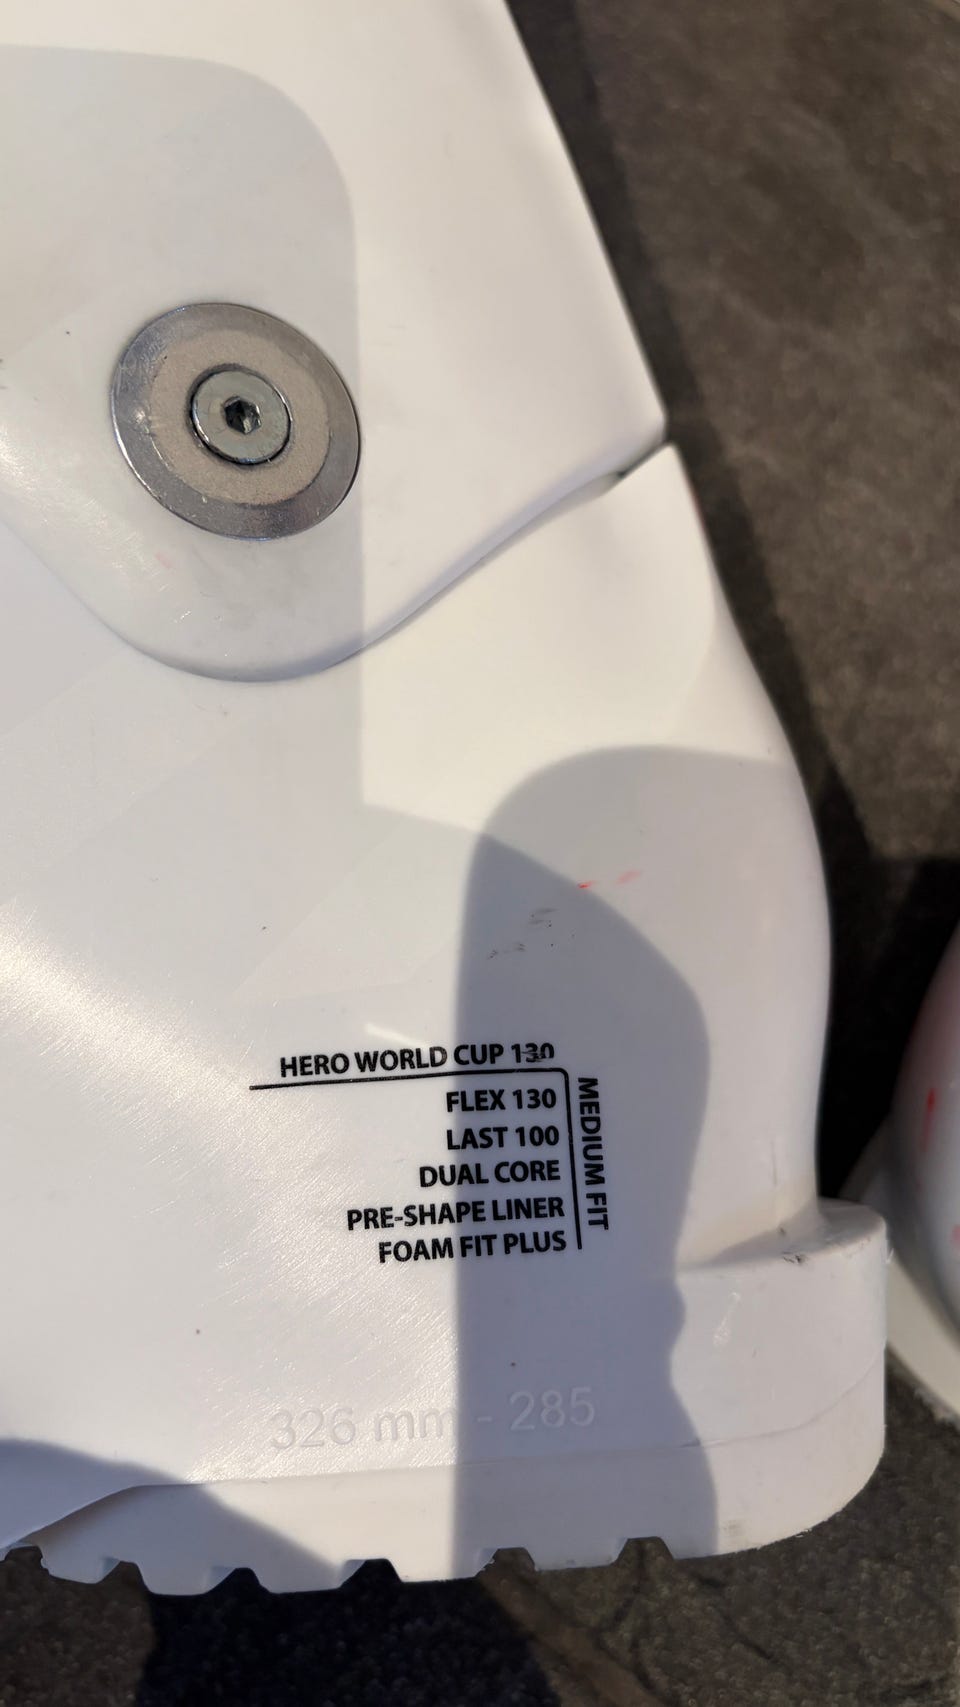 HERO WORLD CUP 130
FLEX 130
LAST 100
DUAL CORE
PRE-SHAPE LINER
FOAM FIT PLUS
MEDIUM FIT
326 mm - 285